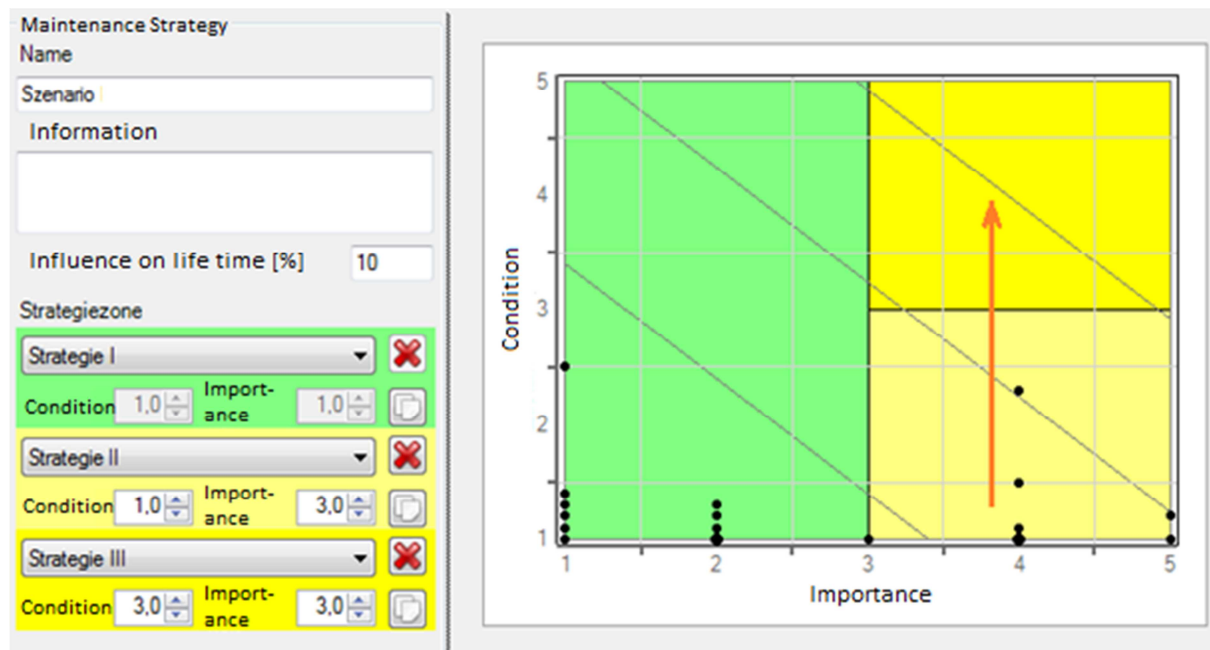 Maintenance Strategy
Name
Szenario
Information
Influence on life time [%] 10
Strategiezone
Strategie I
Condition 1,0 Import-
ance 1,0
Strategie II
Condition 1,0 Import-
ance 3,0
Strategie III
Condition 3,0 Import-
ance 3,0
5
4
3
2
1
Condition
1 2 3 4 5
Importance